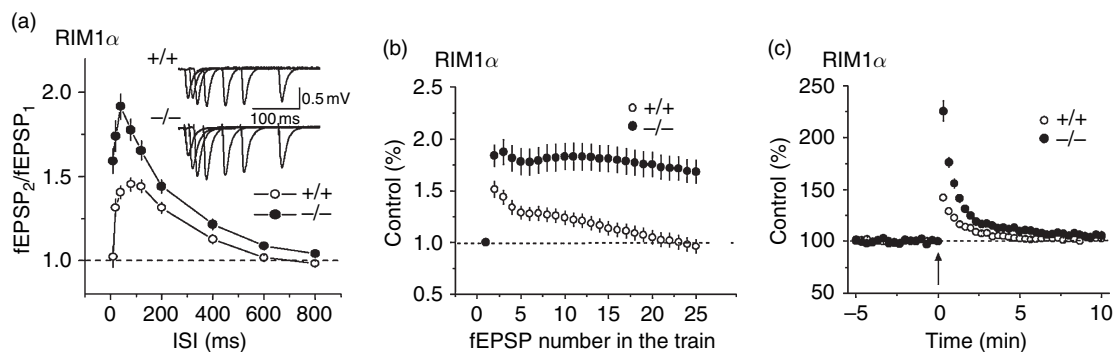 (a)
RIM1α
+/+
−/−
0.5 mV
100 ms
fEPSP2/fEPSP1
2.0
1.5
1.0
+/+
−/−
0
200
400
600
800
ISI (ms)
(b)
RIM1α
+/+
−/−
Control (%)
2.5
2.0
1.5
1.0
0.5
0
5
10
15
20
25
fEPSP number in the train
(c)
RIM1α
+/+
−/−
Control (%)
250
200
150
100
50
−5
0
5
10
Time (min)